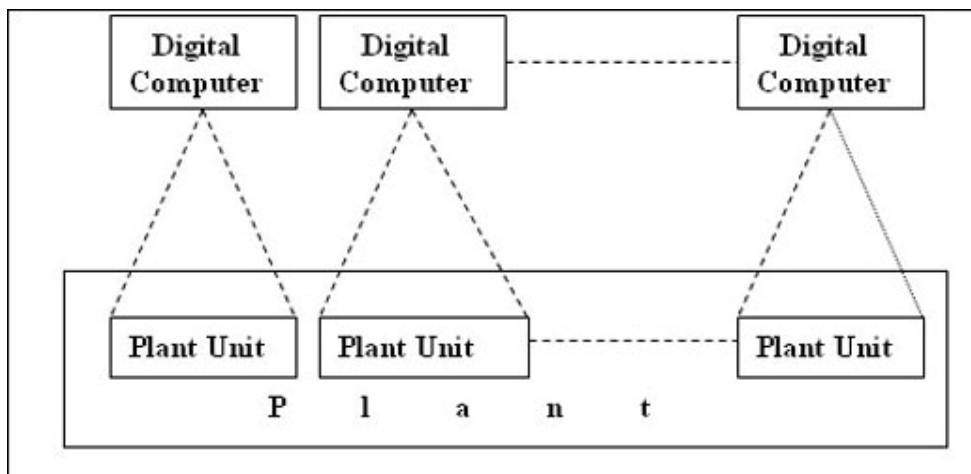 Digital
Computer
Digital
Computer
Digital
Computer
Plant Unit
Plant Unit
Plant Unit
P l a n t